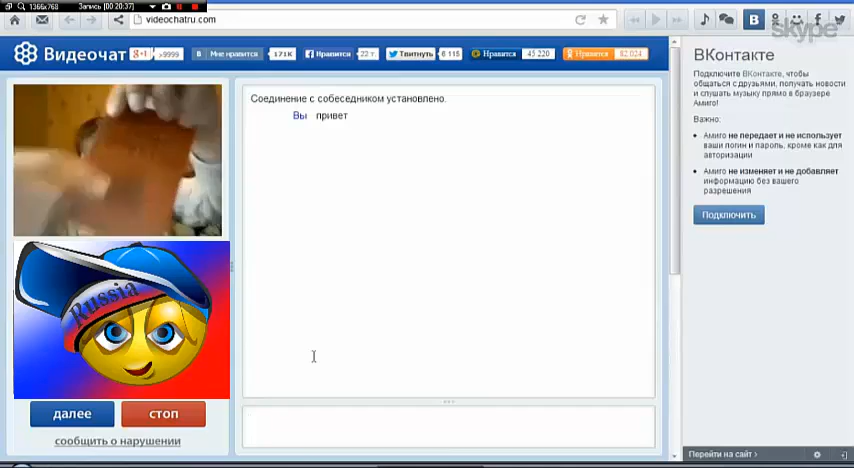 1366x768
Запись [00:20:37]
videochatru.com
skype
Видеочат
+1 >9999
В Мне нравится 171K
Нравится 22 т.
Твитнуть 6 115
Нравится 45 220
Нравится 82 024
Соединение с собеседником установлено.
Вы привет
Russia
далее
стоп
сообщить о нарушении
ВКонтакте
Подключите ВКонтакте, чтобы
общаться с друзьями, получать новости
и слушать музыку прямо в браузере
Амиго!
Важно:
Амиго не передает и не использует
ваши логин и пароль, кроме как для
авторизации
Амиго не изменяет и не добавляет
информацию без вашего
разрешения
Подключить
Перейти на сайт